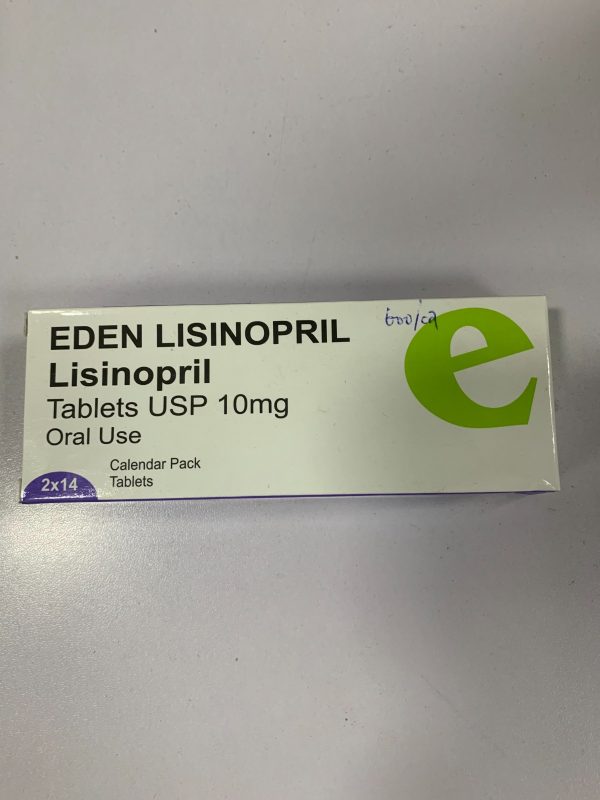 EDEN LISINOPRIL
Lisinopril
Tablets USP 10mg
Oral Use
Calendar Pack
Tablets
2x14
e